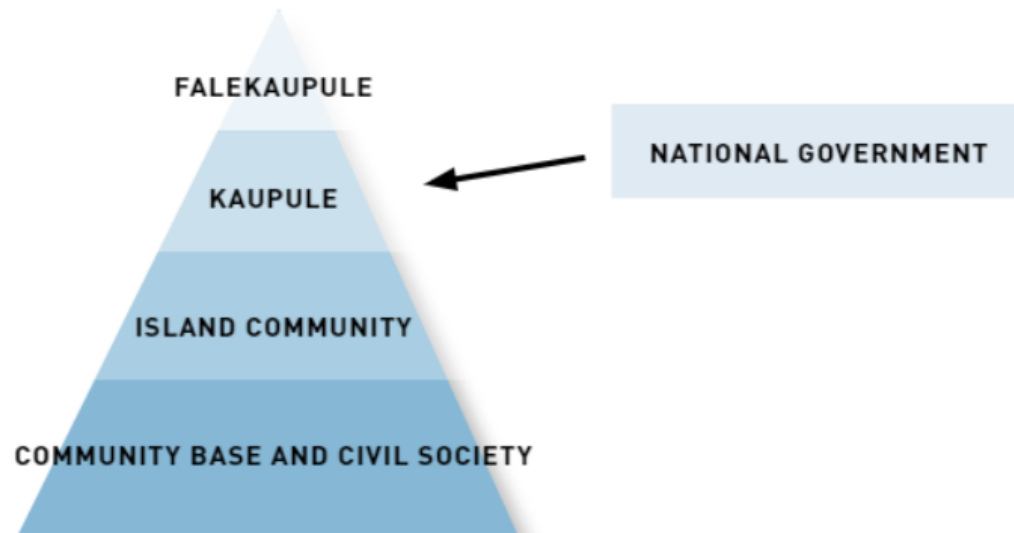 FALEKAUPULE
NATIONAL GOVERNMENT
KAUPULE
ISLAND COMMUNITY
COMMUNITY BASE AND CIVIL SOCIETY